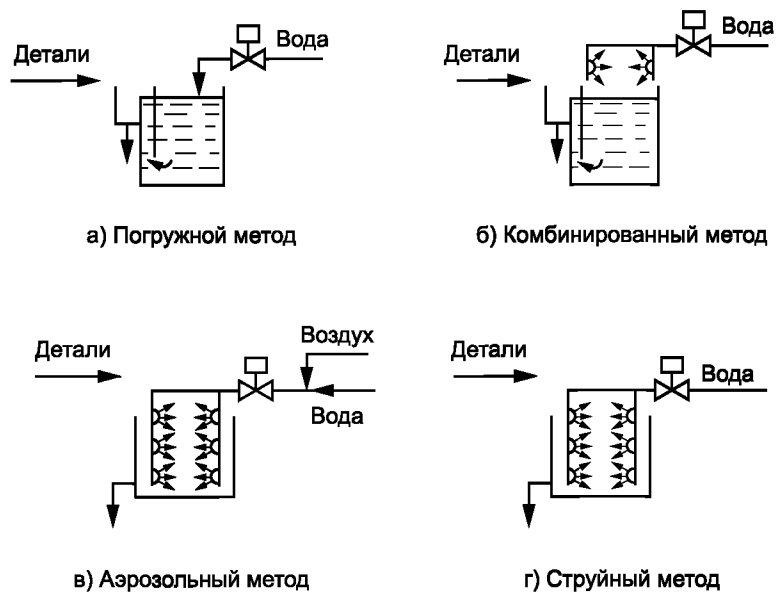 Детали
Вода
а) Погружной метод
Детали
Вода
б) Комбинированный метод
Детали
Воздух
Вода
в) Аэрозольный метод
Детали
Вода
г) Струйный метод